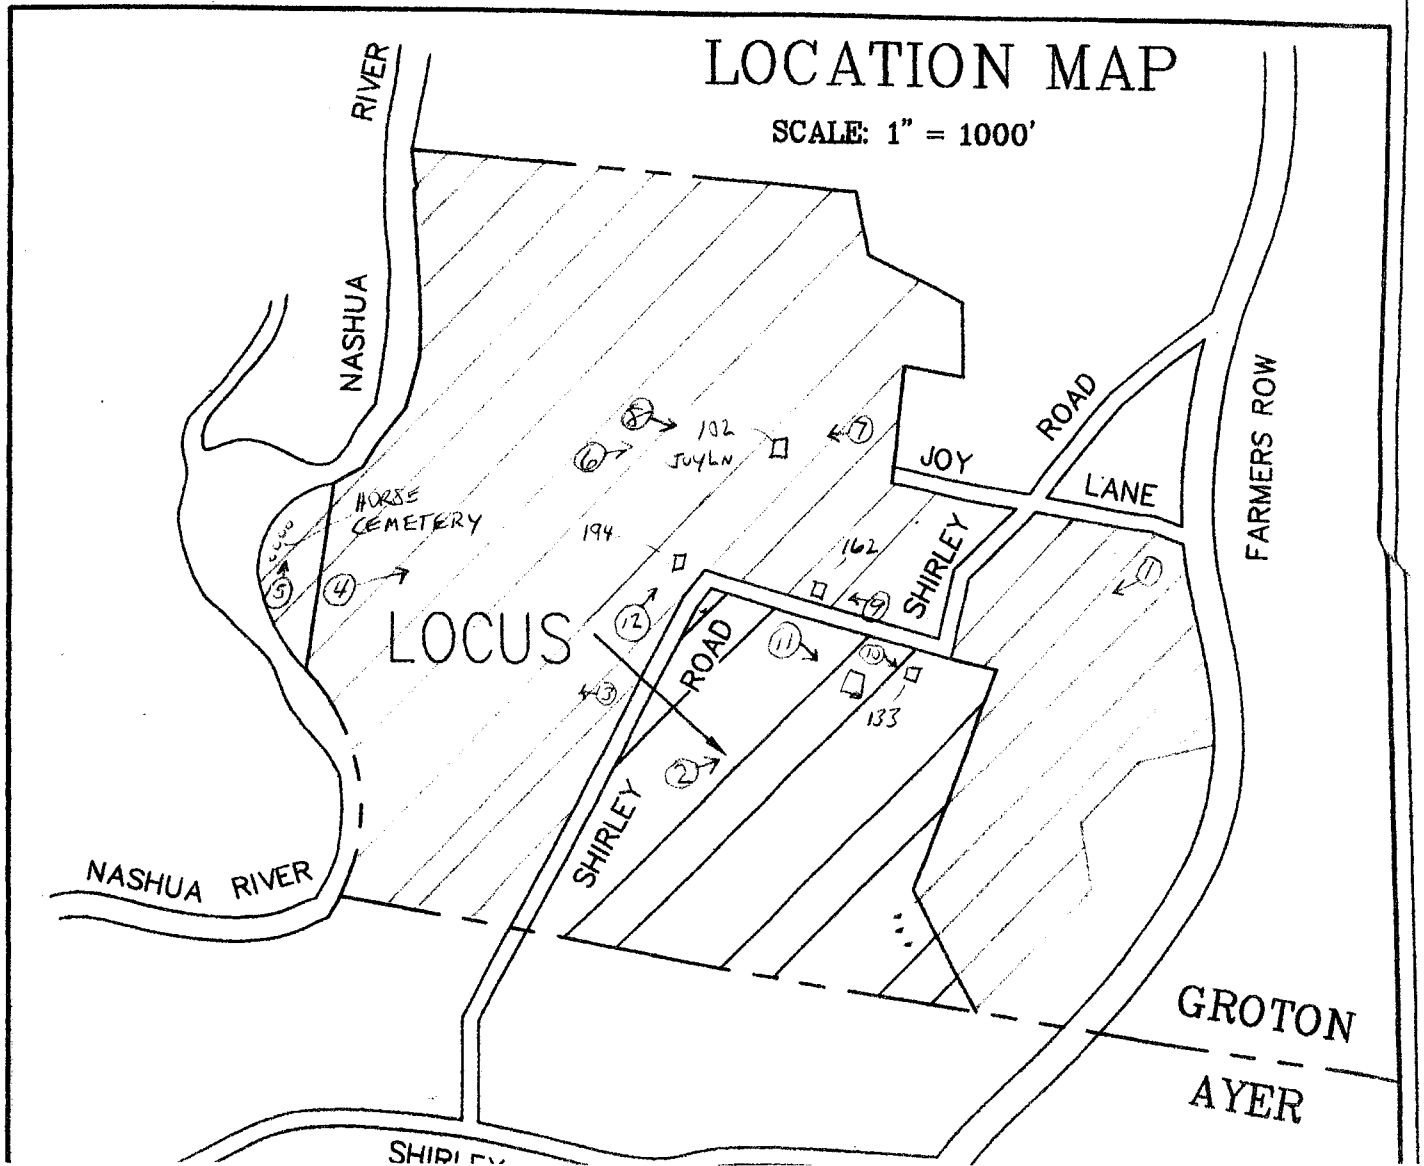 LOCATION MAP
SCALE: 1" = 1000'
RIVER
NASHUA
ROAD
FARMERS ROW
8
102
7
6
JOY LN
JOY
LANE
HORSE
CEMETERY
194
162
SHIRLEY
1
5
4
9
12
LOCUS
ROAD
11
10
13
133
2
SHIRLEY
NASHUA RIVER
GROTON
AYER
SHIRLEY